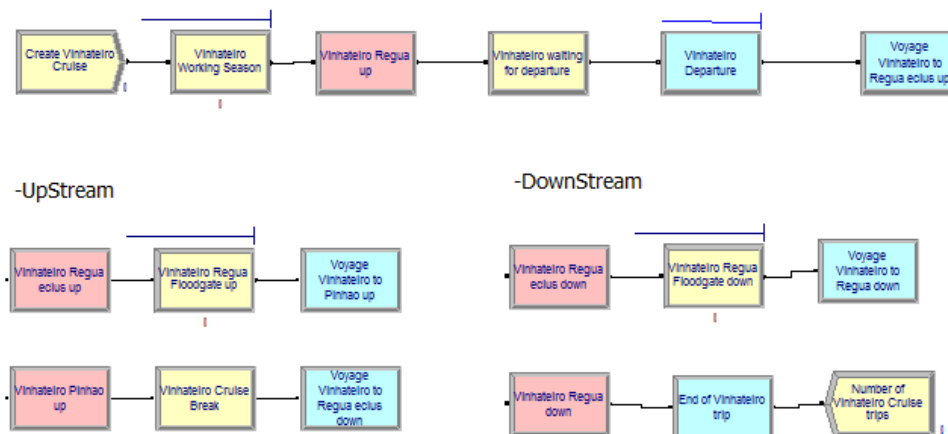 Create Vinhateiro
Cruise
Vinhateiro
Working Season
Vinhateiro Regua
up
Vinhateiro waiting
for departure
Vinhateiro
Departure
Voyage
Vinhateiro to
Regua eclus up
-UpStream
-DownStream
Vinhateiro Regua
eclus up
Vinhateiro Regua
Floodgate up
Voyage
Vinhateiro to
Pinhao up
Vinhateiro Regua
eclus down
Vinhateiro Regua
Floodgate down
Voyage
Vinhateiro to
Regua down
Vinhateiro Pinhao
up
Vinhateiro Cruise
Break
Voyage
Vinhateiro to
Regua eclus
down
Vinhateiro Regua
down
End of Vinhateiro
trip
Number of
Vinhateiro Cruise
trips